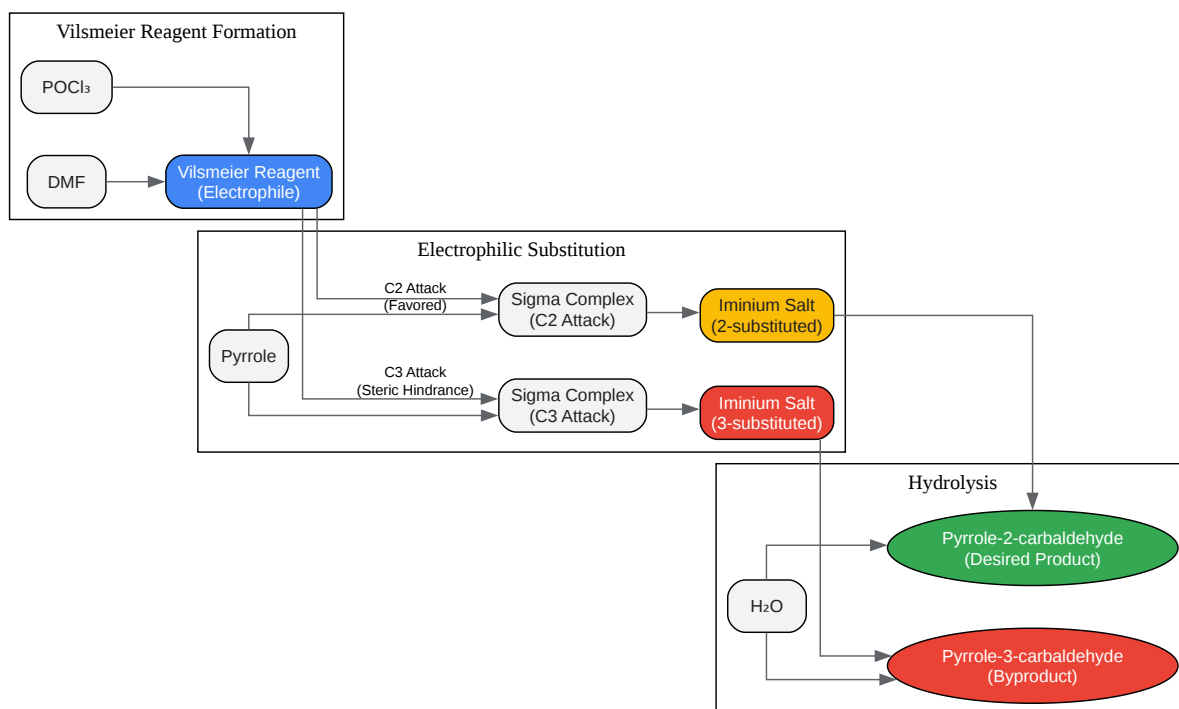 Vilsmeier Reagent Formation
POCl₃
DMF
Vilsmeier Reagent
(Electrophile)
Electrophilic Substitution
C2 Attack
(Favored)
Sigma Complex
(C2 Attack)
Iminium Salt
(2-substituted)
Pyrrole
C3 Attack
(Steric Hindrance)
Sigma Complex
(C3 Attack)
Iminium Salt
(3-substituted)
Hydrolysis
Pyrrole-2-carbaldehyde
(Desired Product)
H₂O
Pyrrole-3-carbaldehyde
(Byproduct)